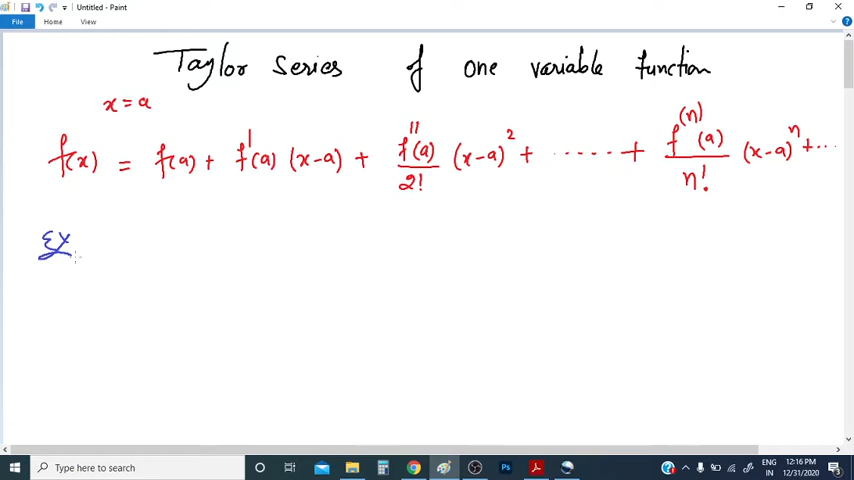 Untitled - Paint
File Home View
Taylor Series of one variable function
x = a
f(x) = f(a) + f'(a) (x-a) + f''(a)/2! (x-a)² + ...... + f⁽ⁿ⁾(a)/n! (x-a)ⁿ + ...
Ex
Type here to search
ENG 12:16 PM
IN 12/31/2020
3